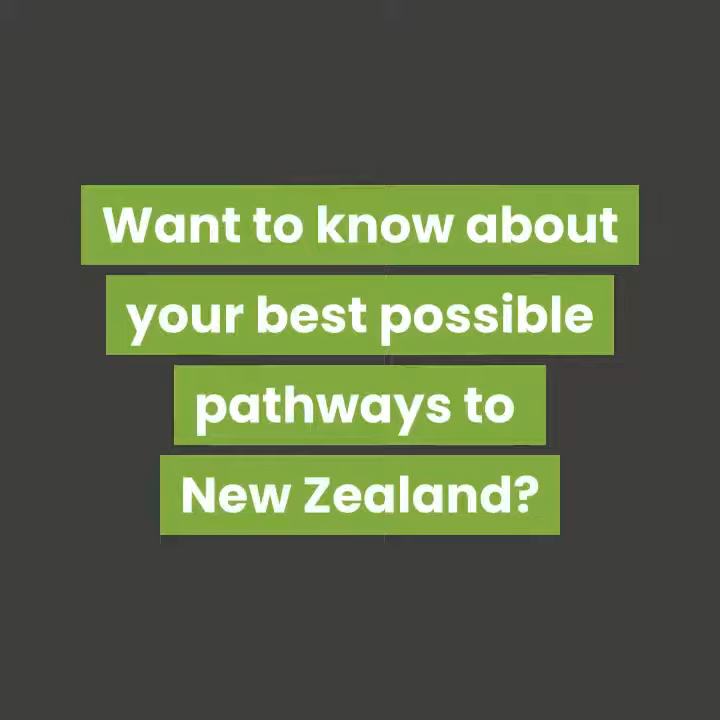 Want to know about
your best possible
pathways to
New Zealand?